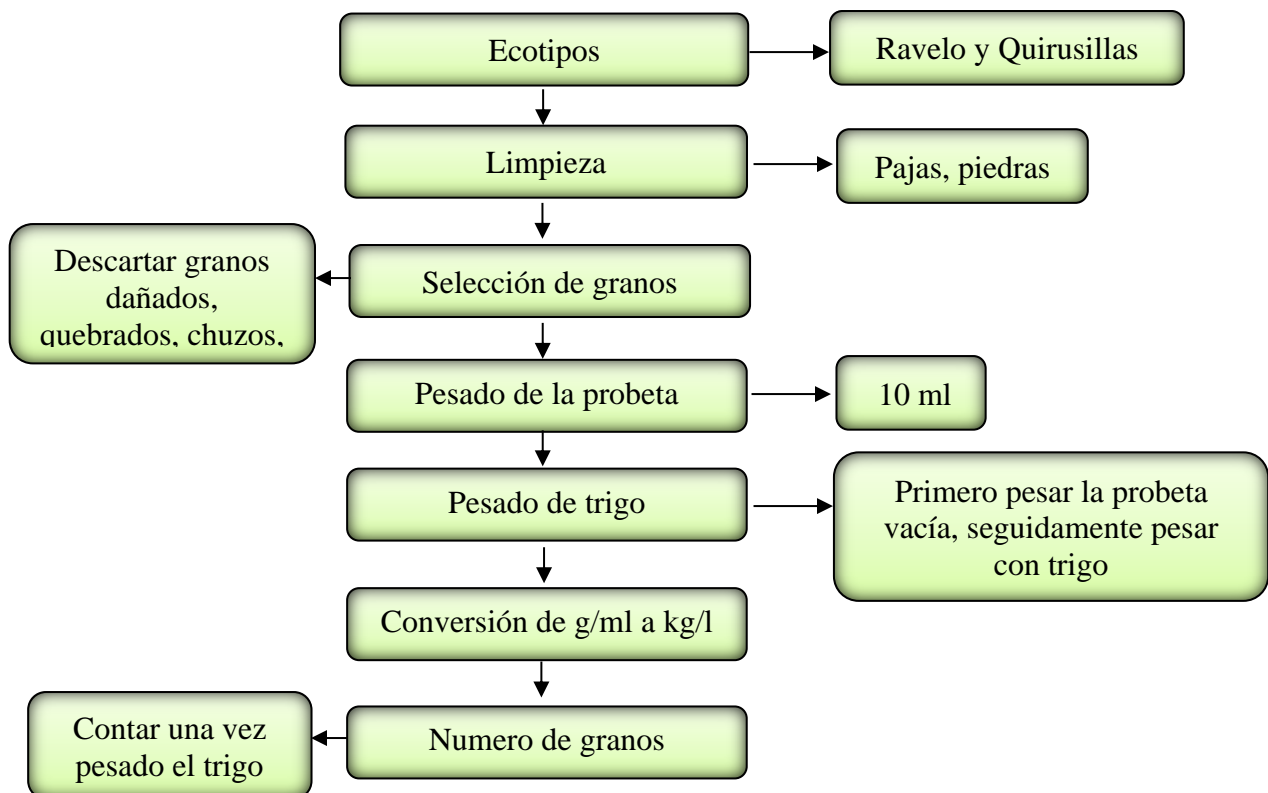 Ecotipos
Ravelo y Quirusillas
Limpieza
Pajas, piedras
Selección de granos
Descartar granos
dañados,
quebrados, chuzos,
Pesado de la probeta
10 ml
Pesado de trigo
Primero pesar la probeta
vacía, seguidamente pesar
con trigo
Conversión de g/ml a kg/l
Numero de granos
Contar una vez
pesado el trigo